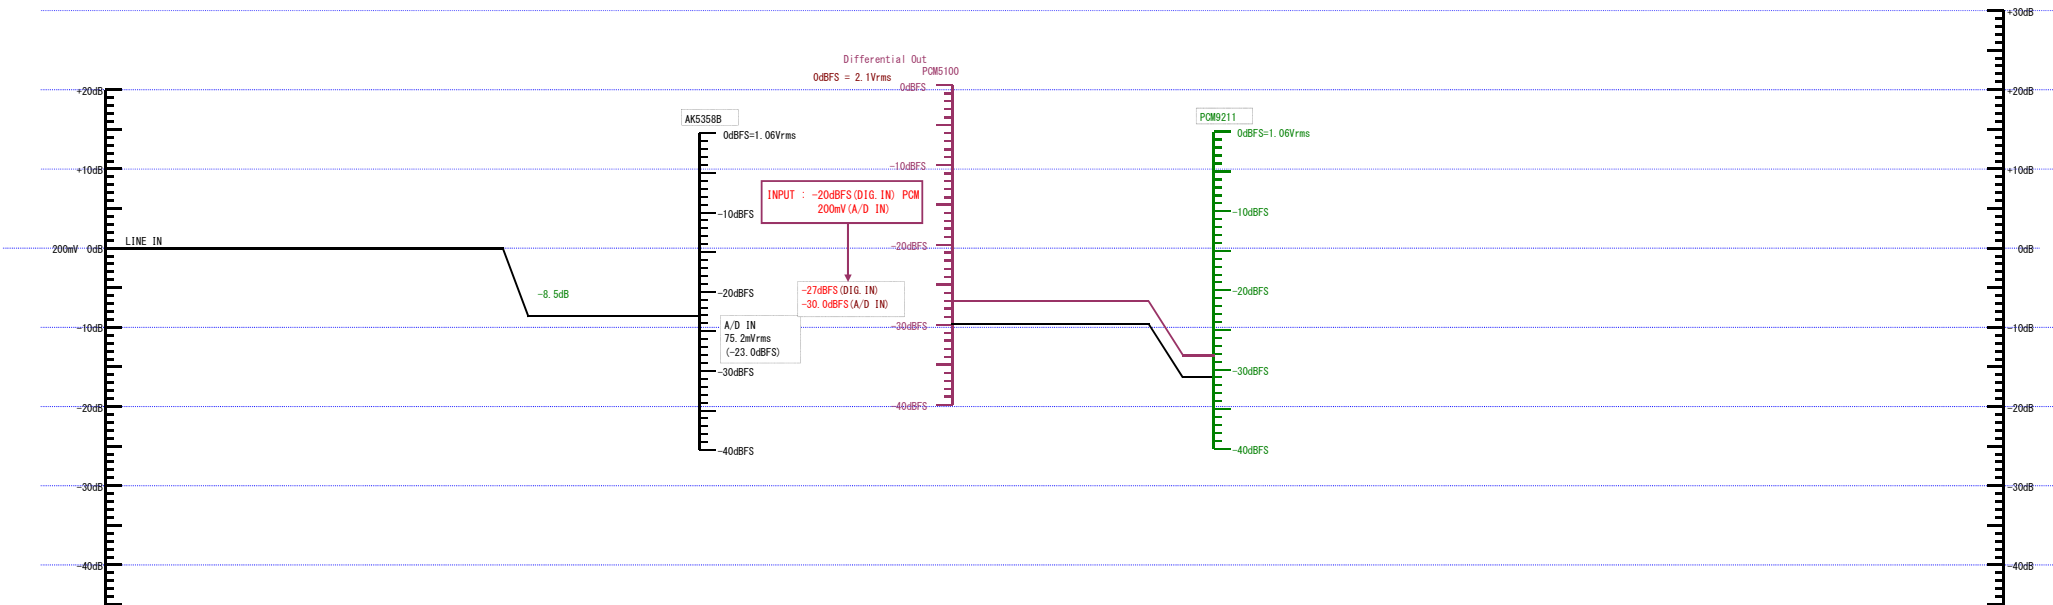 +30dB
Differential Out
PCM5100
0dBFS = 2.1Vrms
0dBFS
+20dB
+20dB
AK5358B
PCM9211
0dBFS=1.06Vrms
0dBFS=1.06Vrms
+10dB
-10dBFS
+10dB
INPUT : -20dBFS(DIG.IN) PCM
200mV(A/D IN)
-10dBFS
-10dBFS
LINE IN
200mV 0dB
-20dBFS
0dB
-8.5dB
-20dBFS
-27dBFS(DIG.IN)
-30.0dBFS(A/D IN)
-20dBFS
-10dB
A/D IN
75.2mVrms
(-23.0dBFS)
-30dBFS
-10dB
-30dBFS
-30dBFS
-20dB
-40dBFS
-20dB
-40dBFS
-40dBFS
-30dB
-30dB
-40dB
-40dB